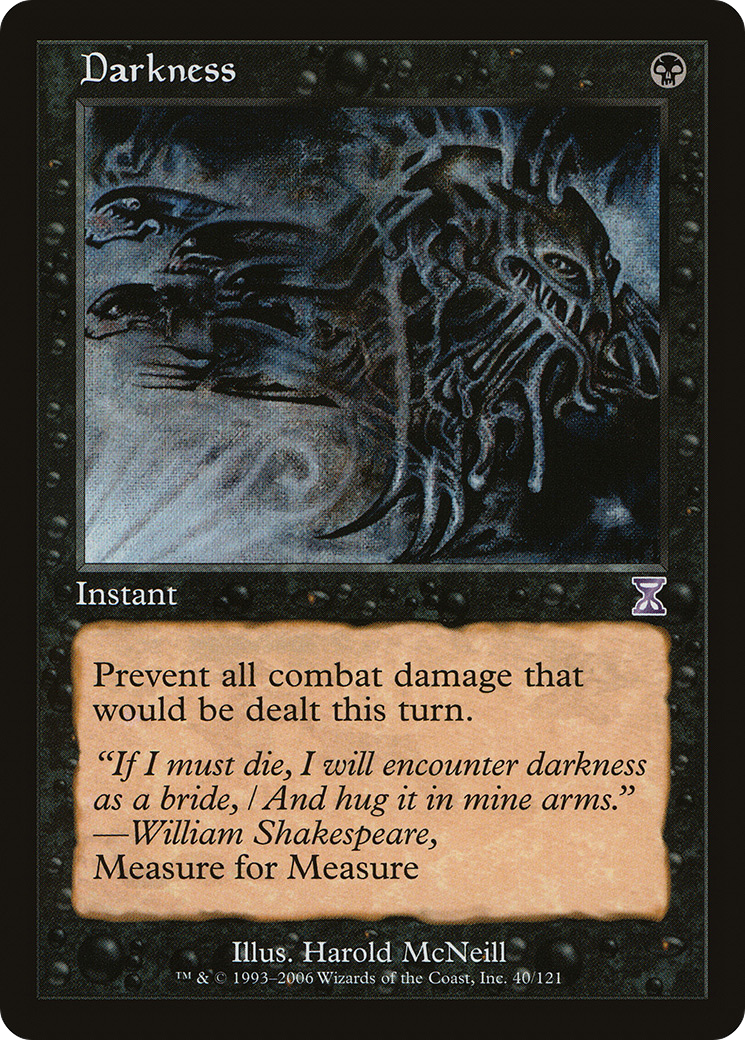 Darkness
Instant
Prevent all combat damage that
would be dealt this turn.
“If I must die, I will encounter darkness
as a bride, / And hug it in mine arms.”
—William Shakespeare,
Measure for Measure
Illus. Harold McNeill
™ & © 1993–2006 Wizards of the Coast, Inc. 40/121